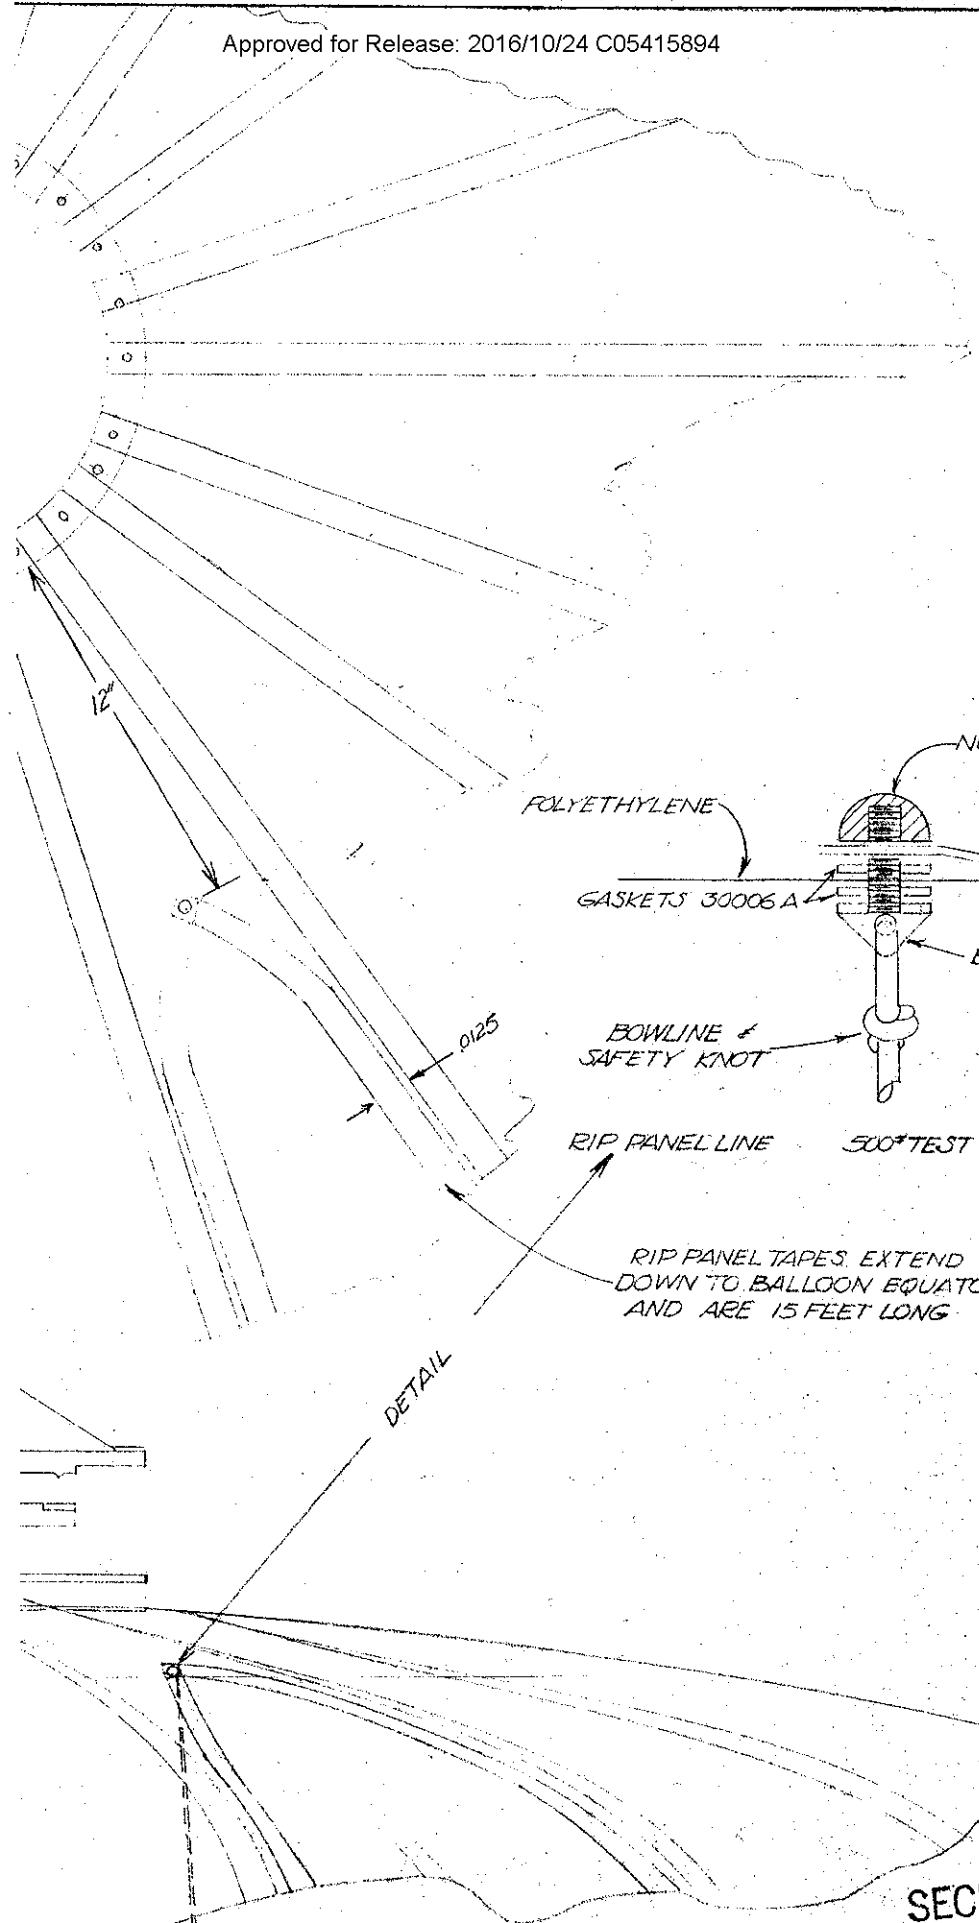 Approved for Release: 2016/10/24 C05415894
12"
POLYETHYLENE
GASKETS 30006 A
BOWLINE &
SAFETY KNOT
.0125
RIP PANEL LINE 500# TEST
RIP PANEL TAPES EXTEND
DOWN TO BALLOON EQUATO
AND ARE 15 FEET LONG
DETAIL
SEC